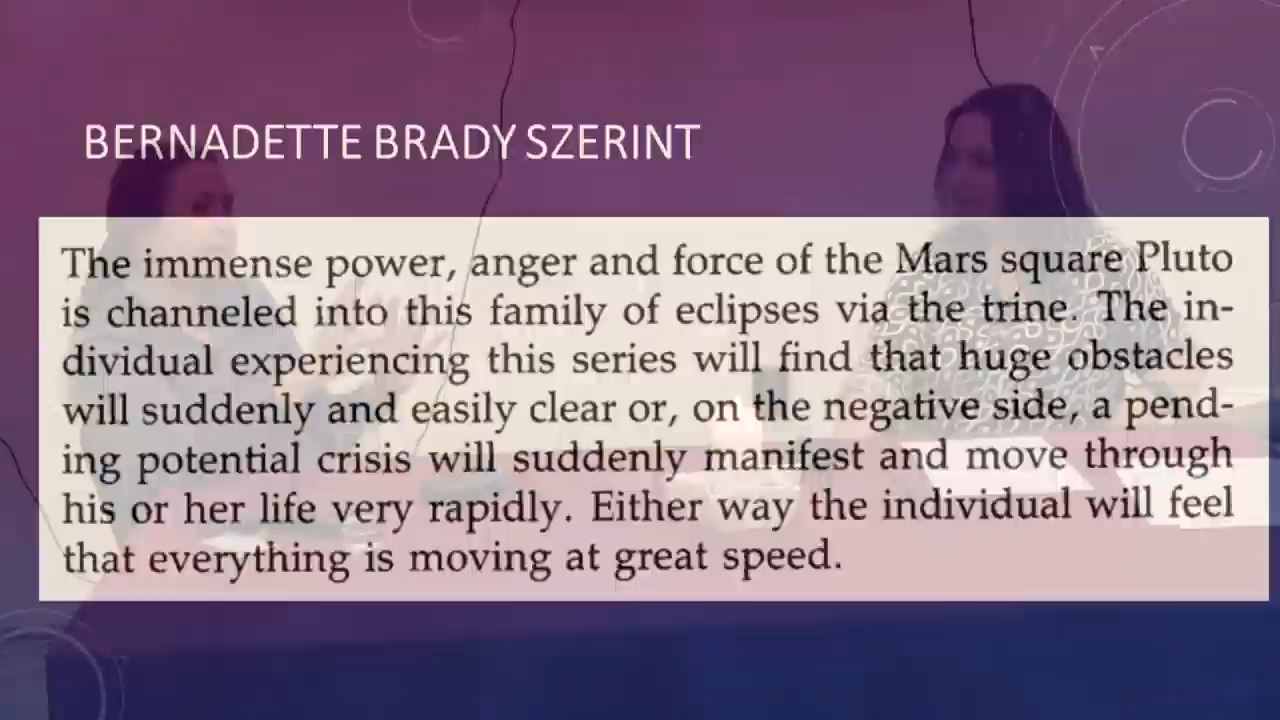 BERNADETTE BRADY SZERINT
The immense power, anger and force of the Mars square Pluto
is channeled into this family of eclipses via the trine. The in-
dividual experiencing this series will find that huge obstacles
will suddenly and easily clear or, on the negative side, a pend-
ing potential crisis will suddenly manifest and move through
his or her life very rapidly. Either way the individual will feel
that everything is moving at great speed.